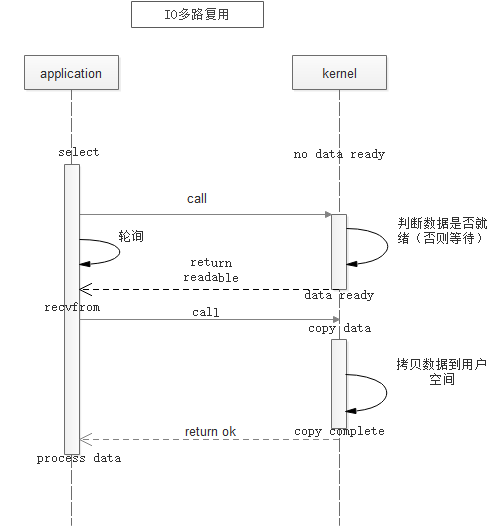 IO多路复用
application
kernel
select
no data ready
call
轮询
判断数据是否就
绪（否则等待）
return
readable
data ready
recvfrom
call
copy data
拷贝数据到用户
空间
return ok
copy complete
process data